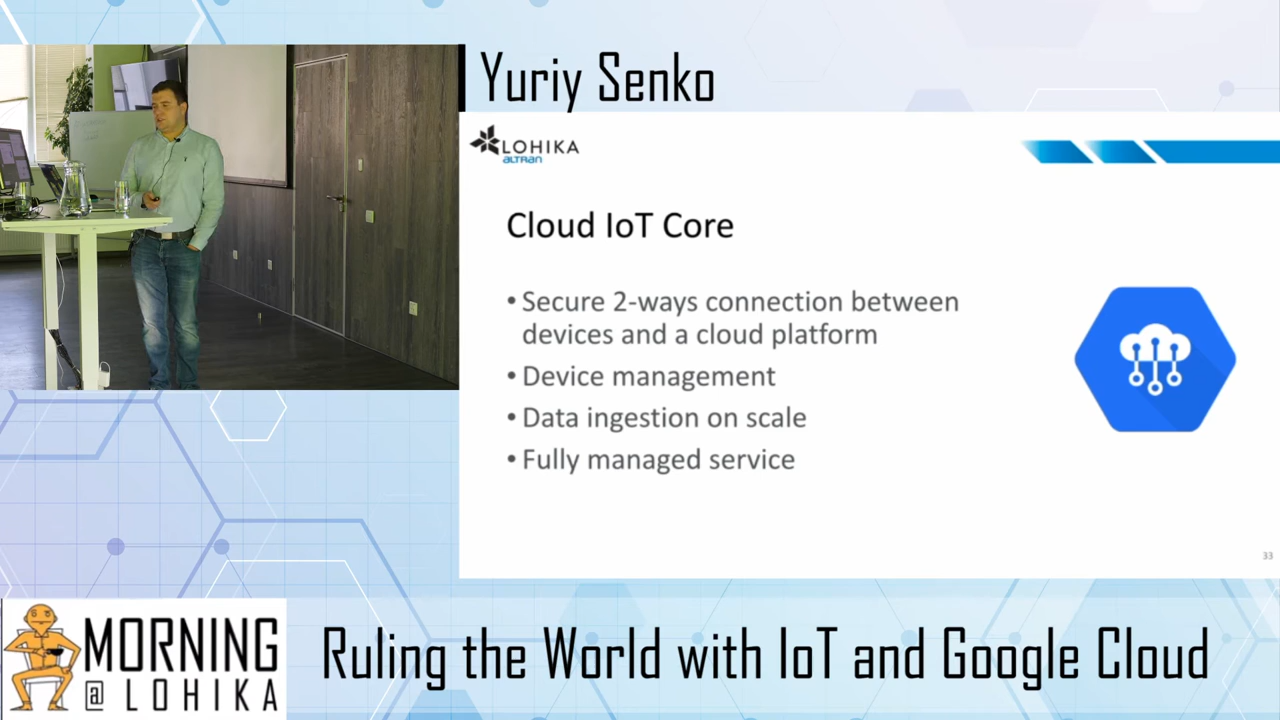 Yuriy Senko
LOHIKA
altran
Cloud IoT Core
• Secure 2-ways connection between
devices and a cloud platform
• Device management
• Data ingestion on scale
• Fully managed service
33
MORNING
@ LOHIKA
Ruling the World with IoT and Google Cloud